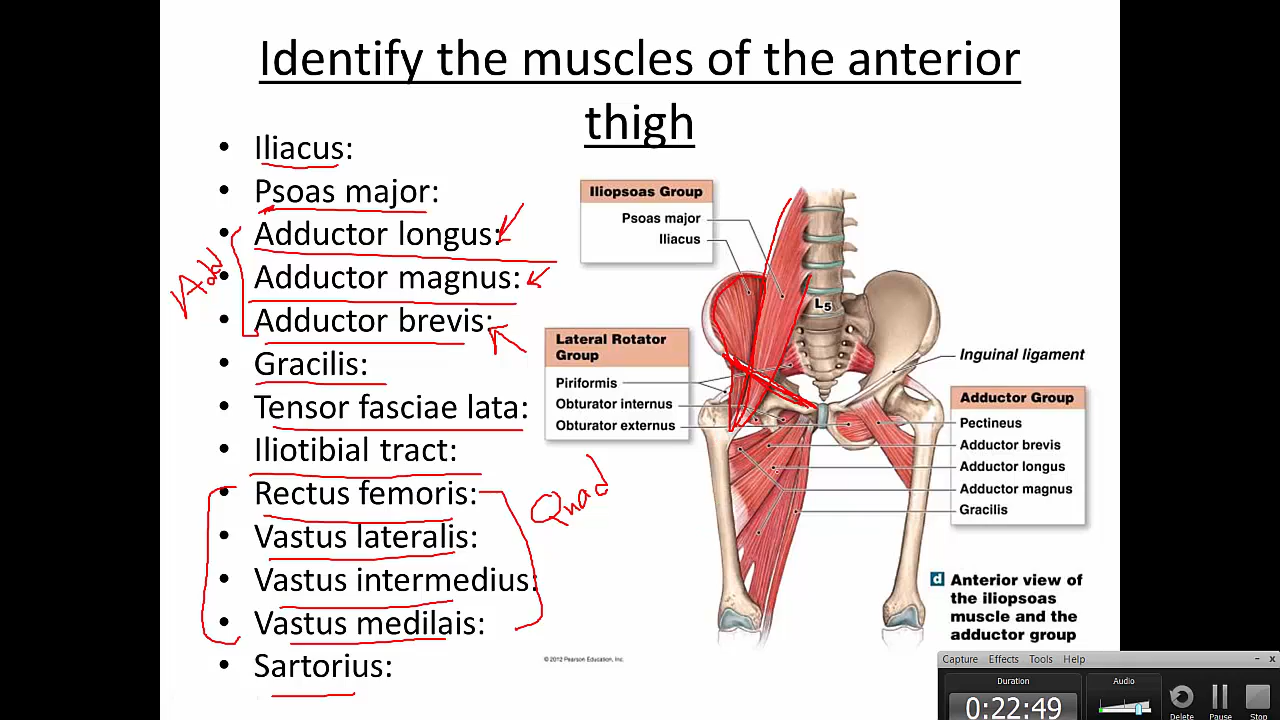 Identify the muscles of the anterior
thigh
• Iliacus:
• Psoas major:
• Adductor longus:
• Adductor magnus:
• Adductor brevis:
• Gracilis:
• Tensor fasciae lata:
• Iliotibial tract:
• Rectus femoris:
• Vastus lateralis:
• Vastus intermedius:
• Vastus medilais:
• Sartorius:
Add
Quad
Iliopsoas Group
Psoas major
Iliacus
L5
Lateral Rotator
Group
Piriformis
Obturator internus
Obturator externus
Inguinal ligament
Adductor Group
Pectineus
Adductor brevis
Adductor longus
Adductor magnus
Gracilis
d Anterior view of
the iliopsoas
muscle and the
adductor group
© 2012 Pearson Education, Inc.
Capture Effects Tools Help
Duration
0:22:49
Audio
Delete Pause Stop